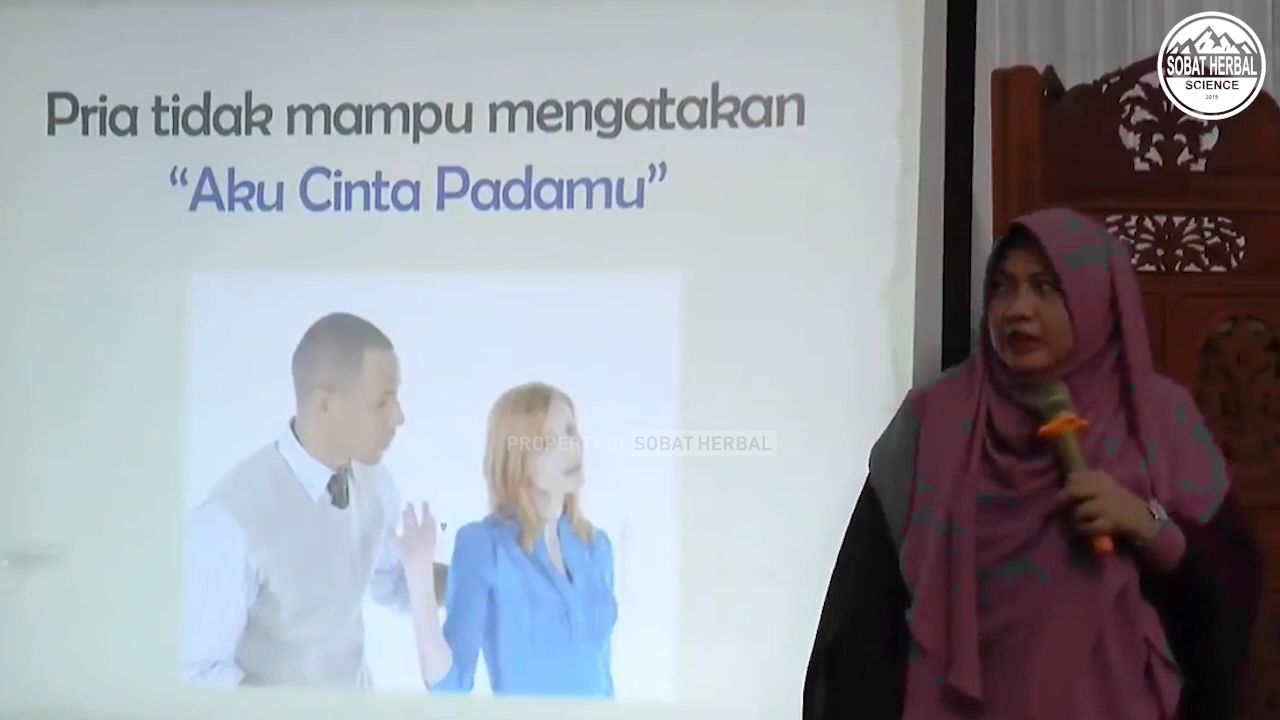 Pria tidak mampu mengatakan
“Aku Cinta Padamu”
SOBAT HERBAL
SCIENCE
2019
PROPERTY OF SOBAT HERBAL